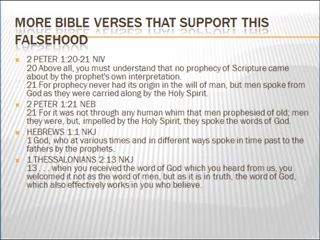 MORE BIBLE VERSES THAT SUPPORT THIS
FALSEHOOD
2 PETER 1:20-21 NIV
20 Above all, you must understand that no prophecy of Scripture came
about by the prophet's own interpretation.
21 For prophecy never had its origin in the will of man, but men spoke from
God as they were carried along by the Holy Spirit.
2 PETER 1:21 NEB
21 For it was not through any human whim that men prophesied of old; men
they were, but, impelled by the Holy Spirit, they spoke the words of God.
HEBREWS 1:1 NKJ
1 God, who at various times and in different ways spoke in time past to the
fathers by the prophets.
1 THESSALONIANS 2:13 NKJ
13 . . .when you received the word of God which you heard from us, you
welcomed it not as the word of men, but as it is in truth, the word of God,
which also effectively works in you who believe.